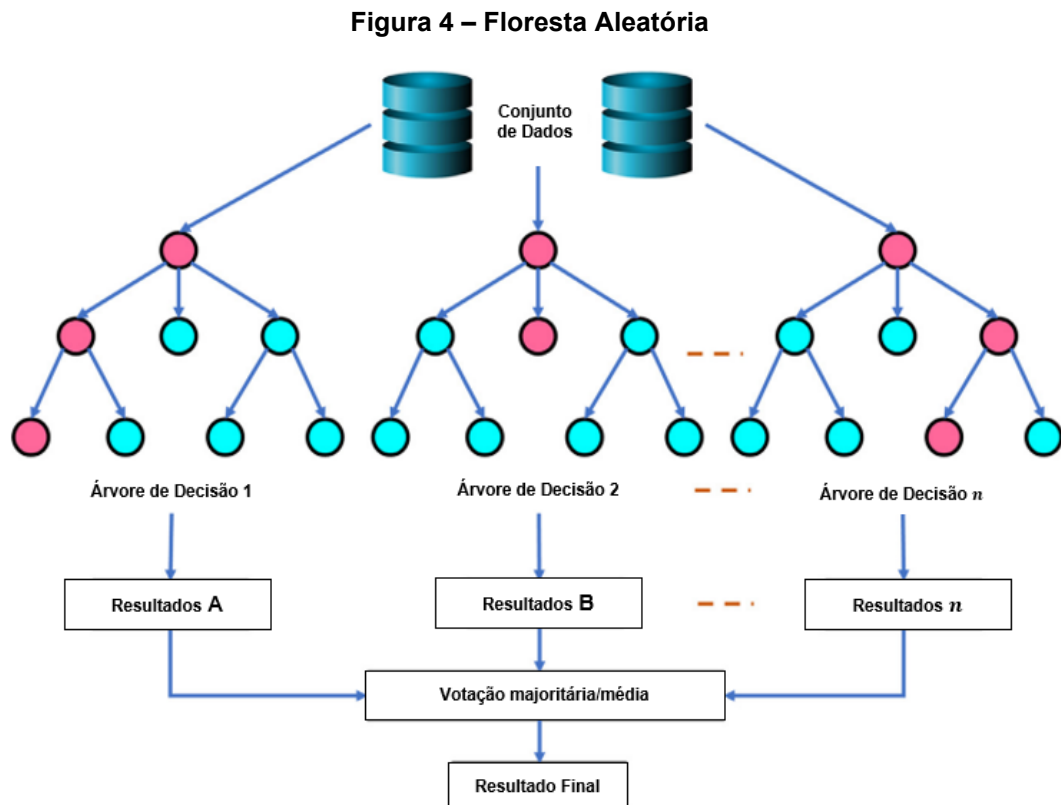 Figura 4 – Floresta Aleatória
Conjunto
de Dados
Árvore de Decisão 1
Árvore de Decisão 2
Árvore de Decisão n
Resultados A
Resultados B
Resultados n
Votação majoritária/média
Resultado Final